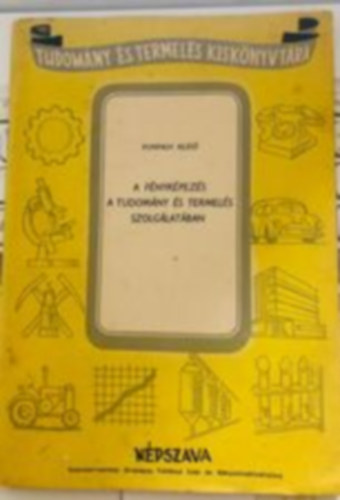 TUDOMÁNY ÉS TERMELÉS KISKÖNYVTÁRA
A FÉNYKÉPEZÉS
A TUDOMÁNY ÉS TERMELÉS
SZOLGÁLATÁBAN
NÉPSZAVA